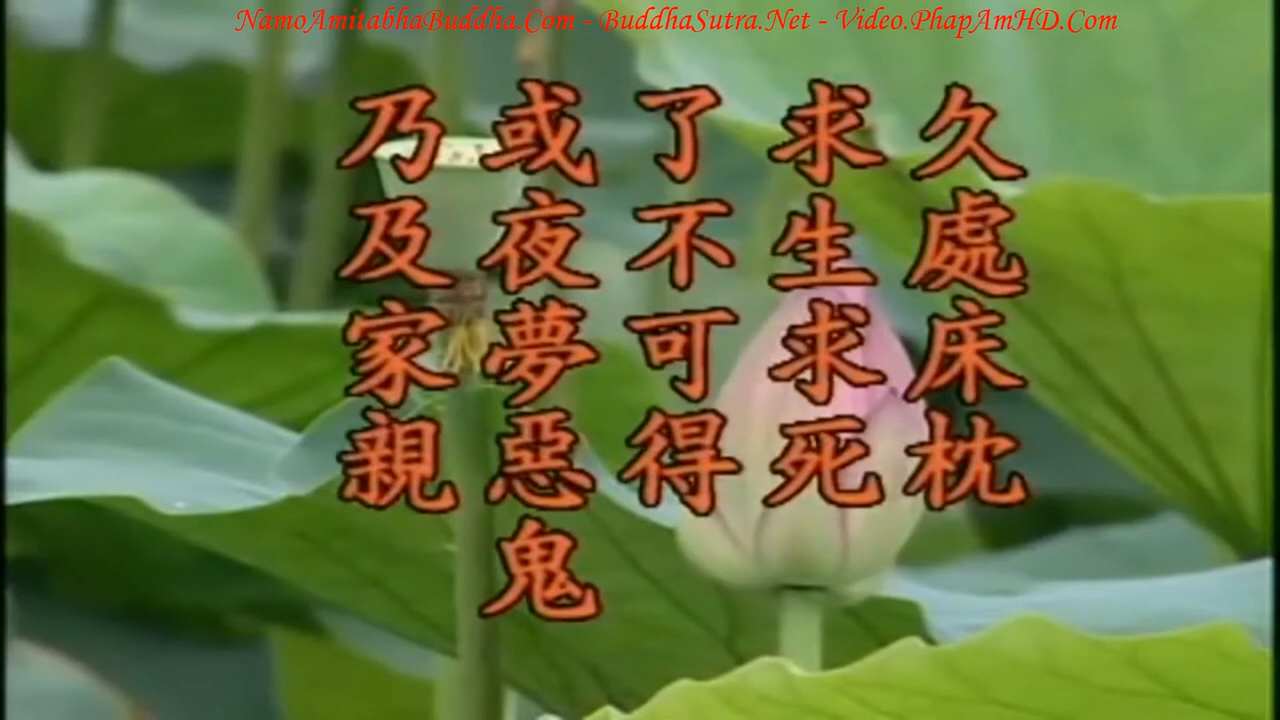 NamoAmitabhaBuddha.Com - BuddhaSutra.Net - Video.PhapAmHD.Com
久處床枕
求生求死
了不可得
或夜夢惡鬼
乃及家親